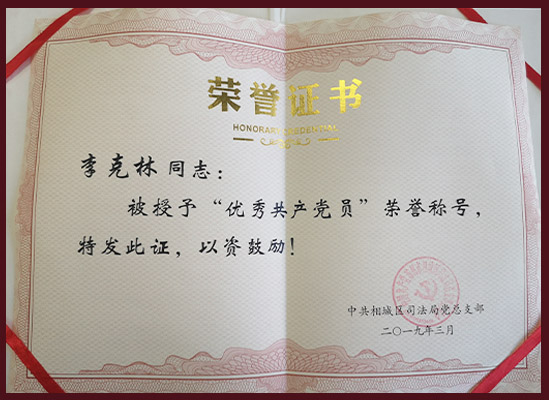 荣誉证书
HONORARY CREDENTIAL
李克林同志：
被授予“优秀共产党员”荣誉称号，
特发此证，以资鼓励！
中共相城区司法局党总支部
二〇一九年三月